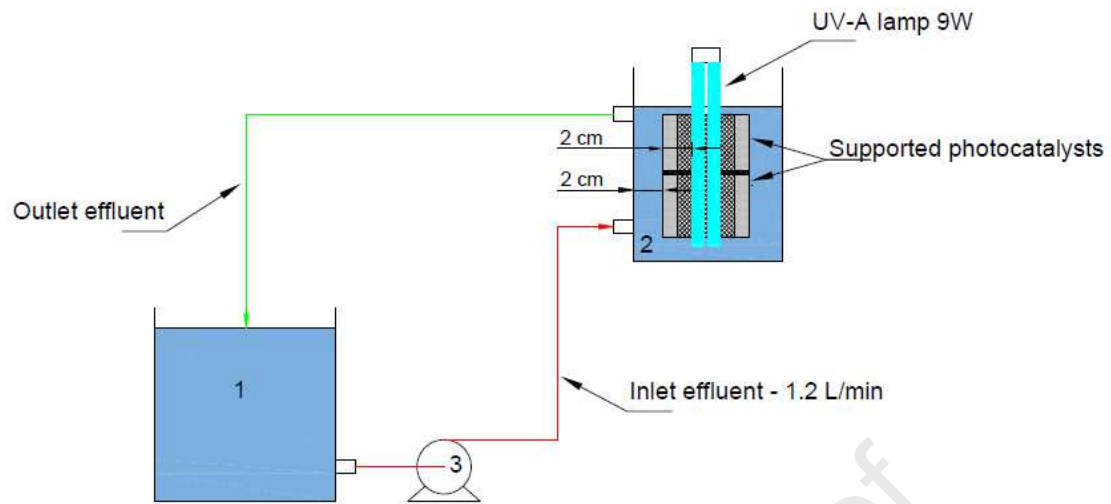 UV-A lamp 9W
2 cm
Supported photocatalysts
2 cm
Outlet effluent
2
1
Inlet effluent - 1.2 L/min
3
of